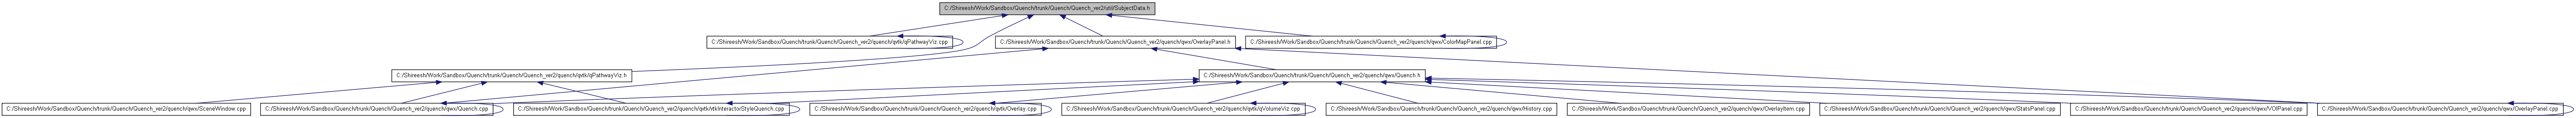 C:/Shireesh/Work/Sandbox/Quench/trunk/Quench/Quench_ver2/util/SubjectData.h
C:/Shireesh/Work/Sandbox/Quench/trunk/Quench/Quench_ver2/quench/qvtk/qPathwayViz.cpp
C:/Shireesh/Work/Sandbox/Quench/trunk/Quench/Quench_ver2/quench/qwx/OverlayPanel.h
C:/Shireesh/Work/Sandbox/Quench/trunk/Quench/Quench_ver2/quench/qwx/ColorMapPanel.cpp
C:/Shireesh/Work/Sandbox/Quench/trunk/Quench/Quench_ver2/quench/qvtk/qPathwayViz.h
C:/Shireesh/Work/Sandbox/Quench/trunk/Quench/Quench_ver2/quench/qwx/Quench.h
C:/Shireesh/Work/Sandbox/Quench/trunk/Quench/Quench_ver2/quench/qwx/SceneWindow.cpp
C:/Shireesh/Work/Sandbox/Quench/trunk/Quench/Quench_ver2/quench/qwx/Quench.cpp
C:/Shireesh/Work/Sandbox/Quench/trunk/Quench/Quench_ver2/quench/qvtk/vtkInteractorStyleQuench.cpp
C:/Shireesh/Work/Sandbox/Quench/trunk/Quench/Quench_ver2/quench/qvtk/qOverlay.cpp
C:/Shireesh/Work/Sandbox/Quench/trunk/Quench/Quench_ver2/quench/qvtk/qVolumeViz.cpp
C:/Shireesh/Work/Sandbox/Quench/trunk/Quench/Quench_ver2/quench/qwx/History.cpp
C:/Shireesh/Work/Sandbox/Quench/trunk/Quench/Quench_ver2/quench/qwx/OverlayItem.cpp
C:/Shireesh/Work/Sandbox/Quench/trunk/Quench/Quench_ver2/quench/qwx/StatsPanel.cpp
C:/Shireesh/Work/Sandbox/Quench/trunk/Quench/Quench_ver2/quench/qwx/VOIPanel.cpp
C:/Shireesh/Work/Sandbox/Quench/trunk/Quench/Quench_ver2/quench/qwx/OverlayPanel.cpp